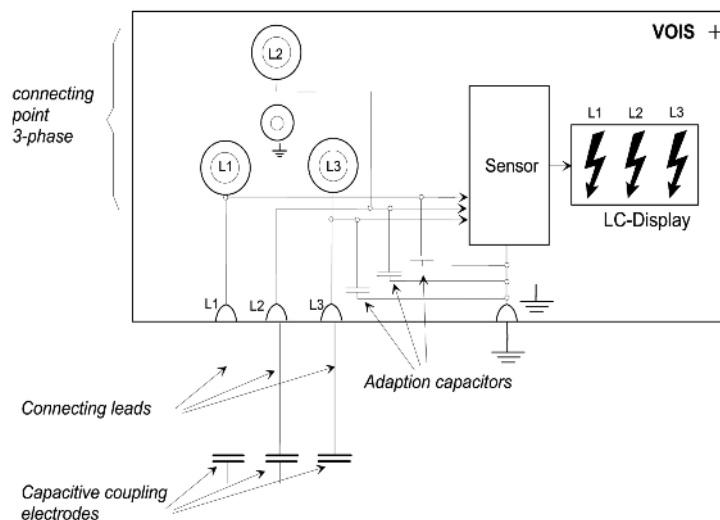 VOIS +
L2
connecting
point
3-phase
L1
L3
Sensor
L1 L2 L3
LC-Display
L1
L2
L3
Adaption capacitors
Connecting leads
Capacitive coupling
electrodes